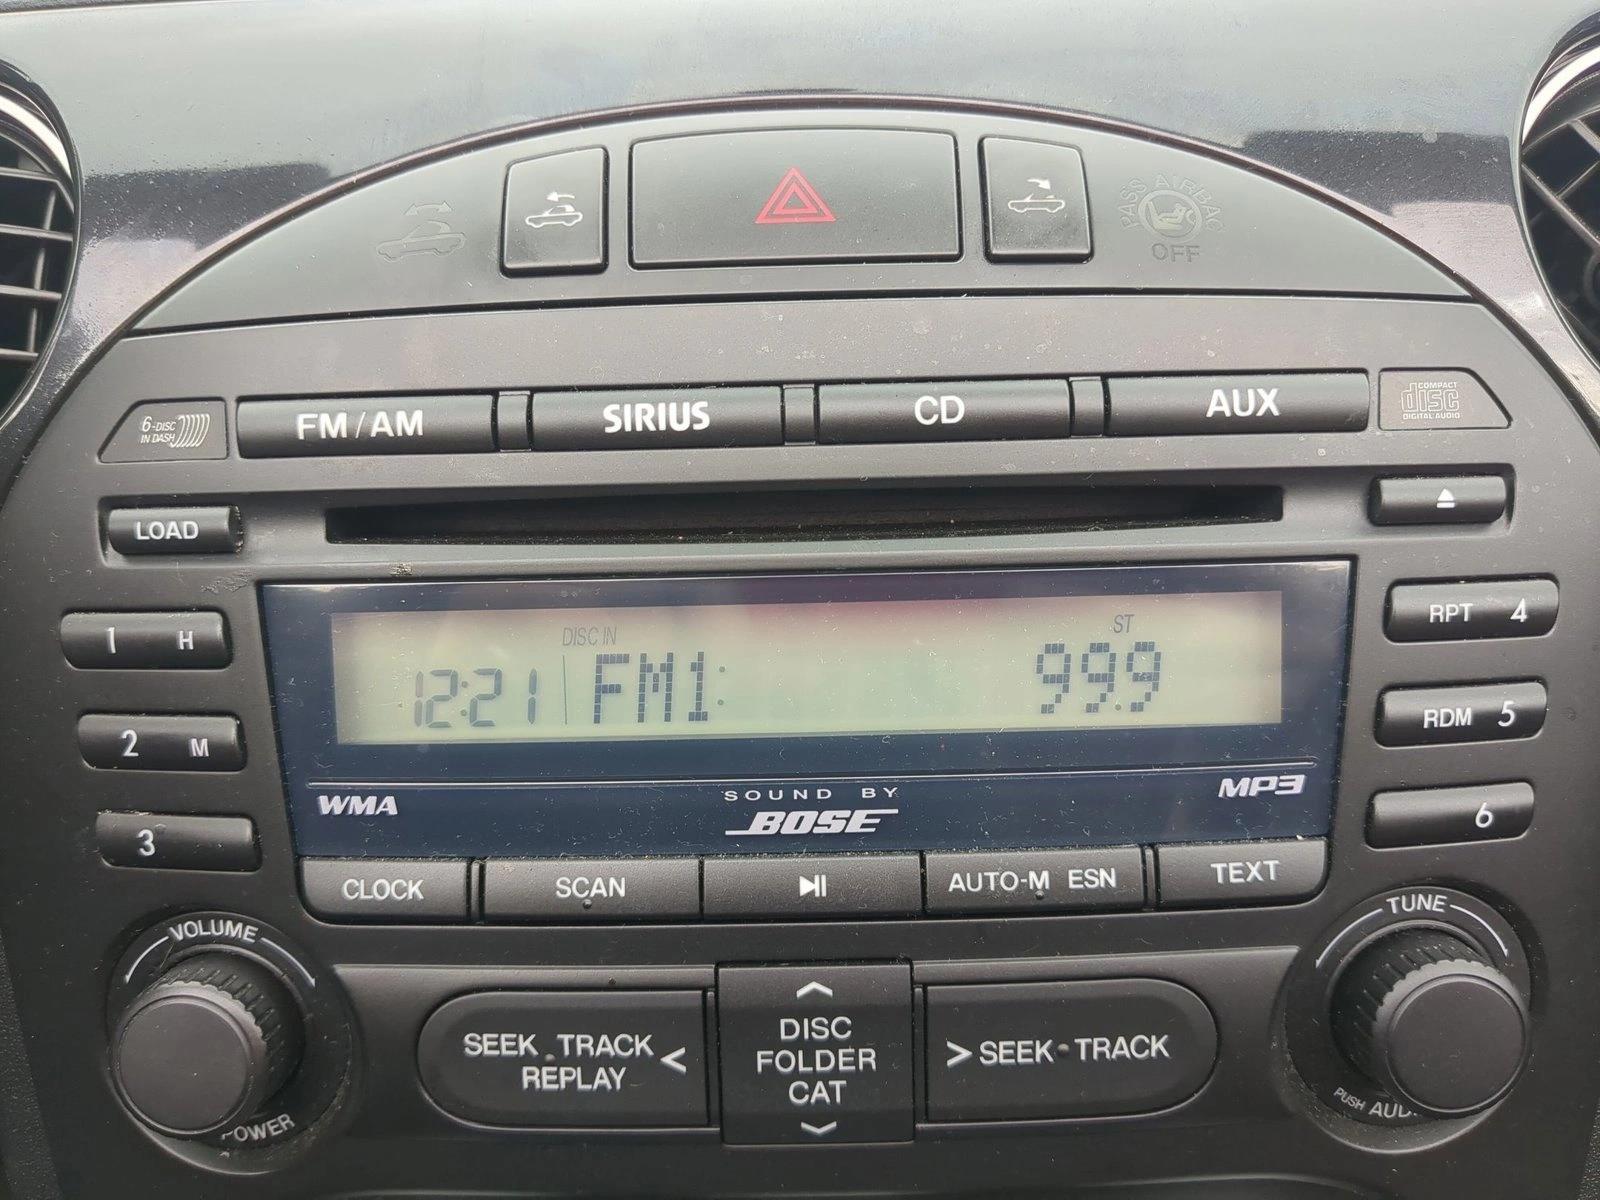 PASS AIRBAG
OFF
6-DISC
IN DASH
FM/AM
SIRIUS
CD
AUX
COMPACT
disc
DIGITAL AUDIO
LOAD
1 H
2 M
3
RPT 4
RDM 5
6
DISC IN
ST
12:21 FM1: 99.9
WMA
SOUND BY
BOSE
MP3
CLOCK
SCAN
AUTO-M ESN
TEXT
VOLUME
POWER
SEEK TRACK <
REPLAY
DISC
FOLDER
CAT
> SEEK TRACK
TUNE
PUSH